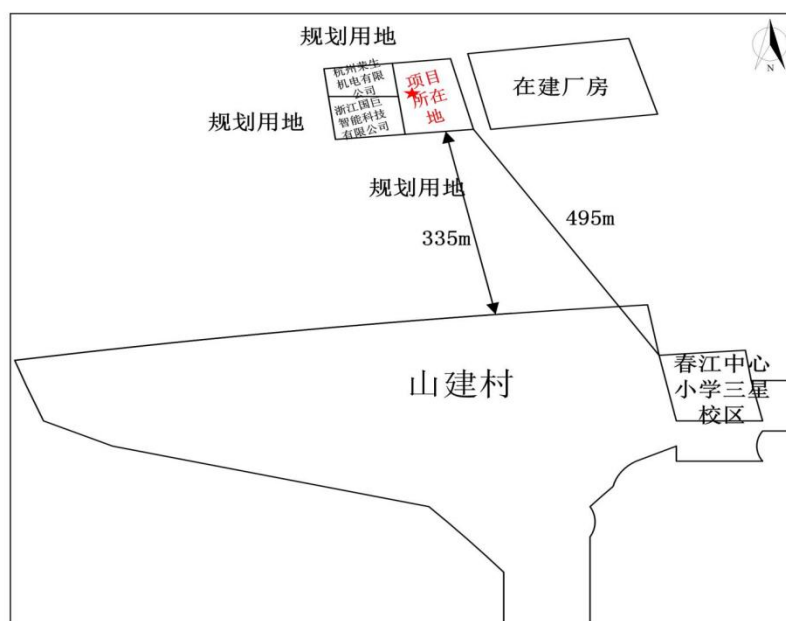 规划用地
杭州荣生
机电有限
公司
浙江国巨
智能科技
有限公司
项目
所在
地
在建厂房
规划用地
规划用地
335m
495m
山建村
春江中心
小学三星
校区
N